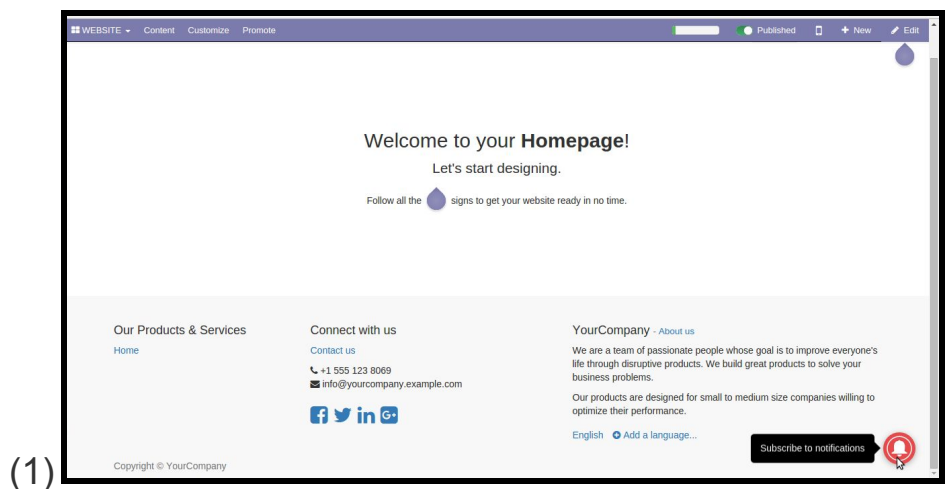 WEBSITE Content Customize Promote Published New Edit
Welcome to your Homepage!
Let's start designing.
Follow all the signs to get your website ready in no time.
Our Products & Services
Home
Connect with us
Contact us
+1 555 123 8069
info@yourcompany.example.com
YourCompany - About us
We are a team of passionate people whose goal is to improve everyone's
life through disruptive products. We build great products to solve your
business problems.
Our products are designed for small to medium size companies willing to
optimize their performance.
English Add a language...
Subscribe to notifications
Copyright © YourCompany
(1)